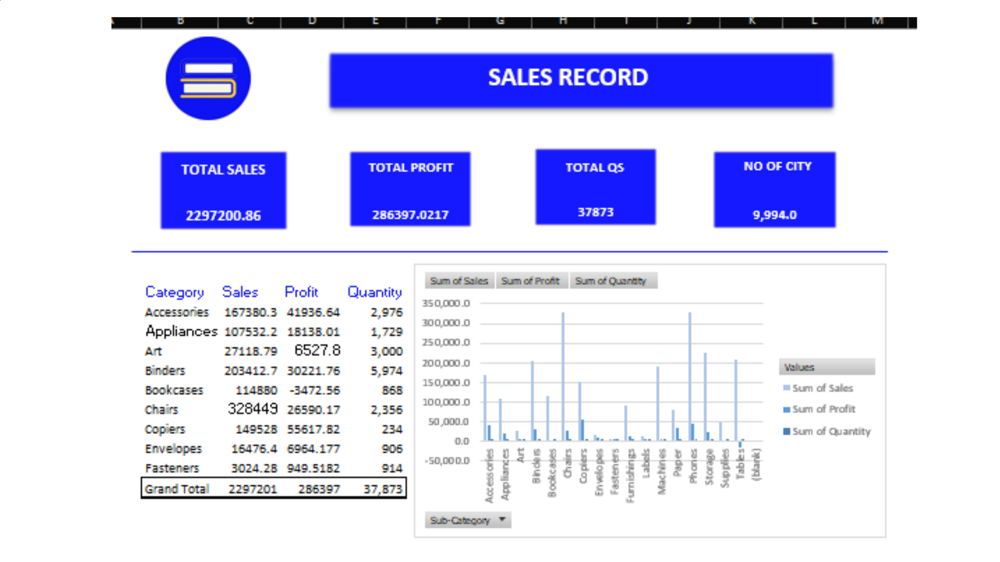 B C D E F G H I J K L M
SALES RECORD
TOTAL SALES
2297200.86
TOTAL PROFIT
286397.0217
TOTAL QS
37873
NO OF CITY
9,994.0
Category Sales Profit Quantity
Accessories 167380.3 41936.64 2,976
Appliances 107532.2 18138.01 1,729
Art 27118.79 6527.8 3,000
Binders 203412.7 30221.76 5,974
Bookcases 114880 -3472.56 868
Chairs 328449 26590.17 2,356
Copiers 149528 55617.82 234
Envelopes 16476.4 6964.177 906
Fasteners 3024.28 949.5182 914
Grand Total 2297201 286397 37,873
Sum of Sales Sum of Profit Sum of Quantity
350,000.0
300,000.0
250,000.0
200,000.0
150,000.0
100,000.0
50,000.0
0.0
-50,000.0
Accessories
Appliances
Art
Binders
Bookcases
Chairs
Copiers
Envelopes
Fasteners
Furnishings
Labels
Machines
Paper
Phones
Storage
Supplies
Tables
(blank)
Values
Sum of Sales
Sum of Profit
Sum of Quantity
Sub-Category